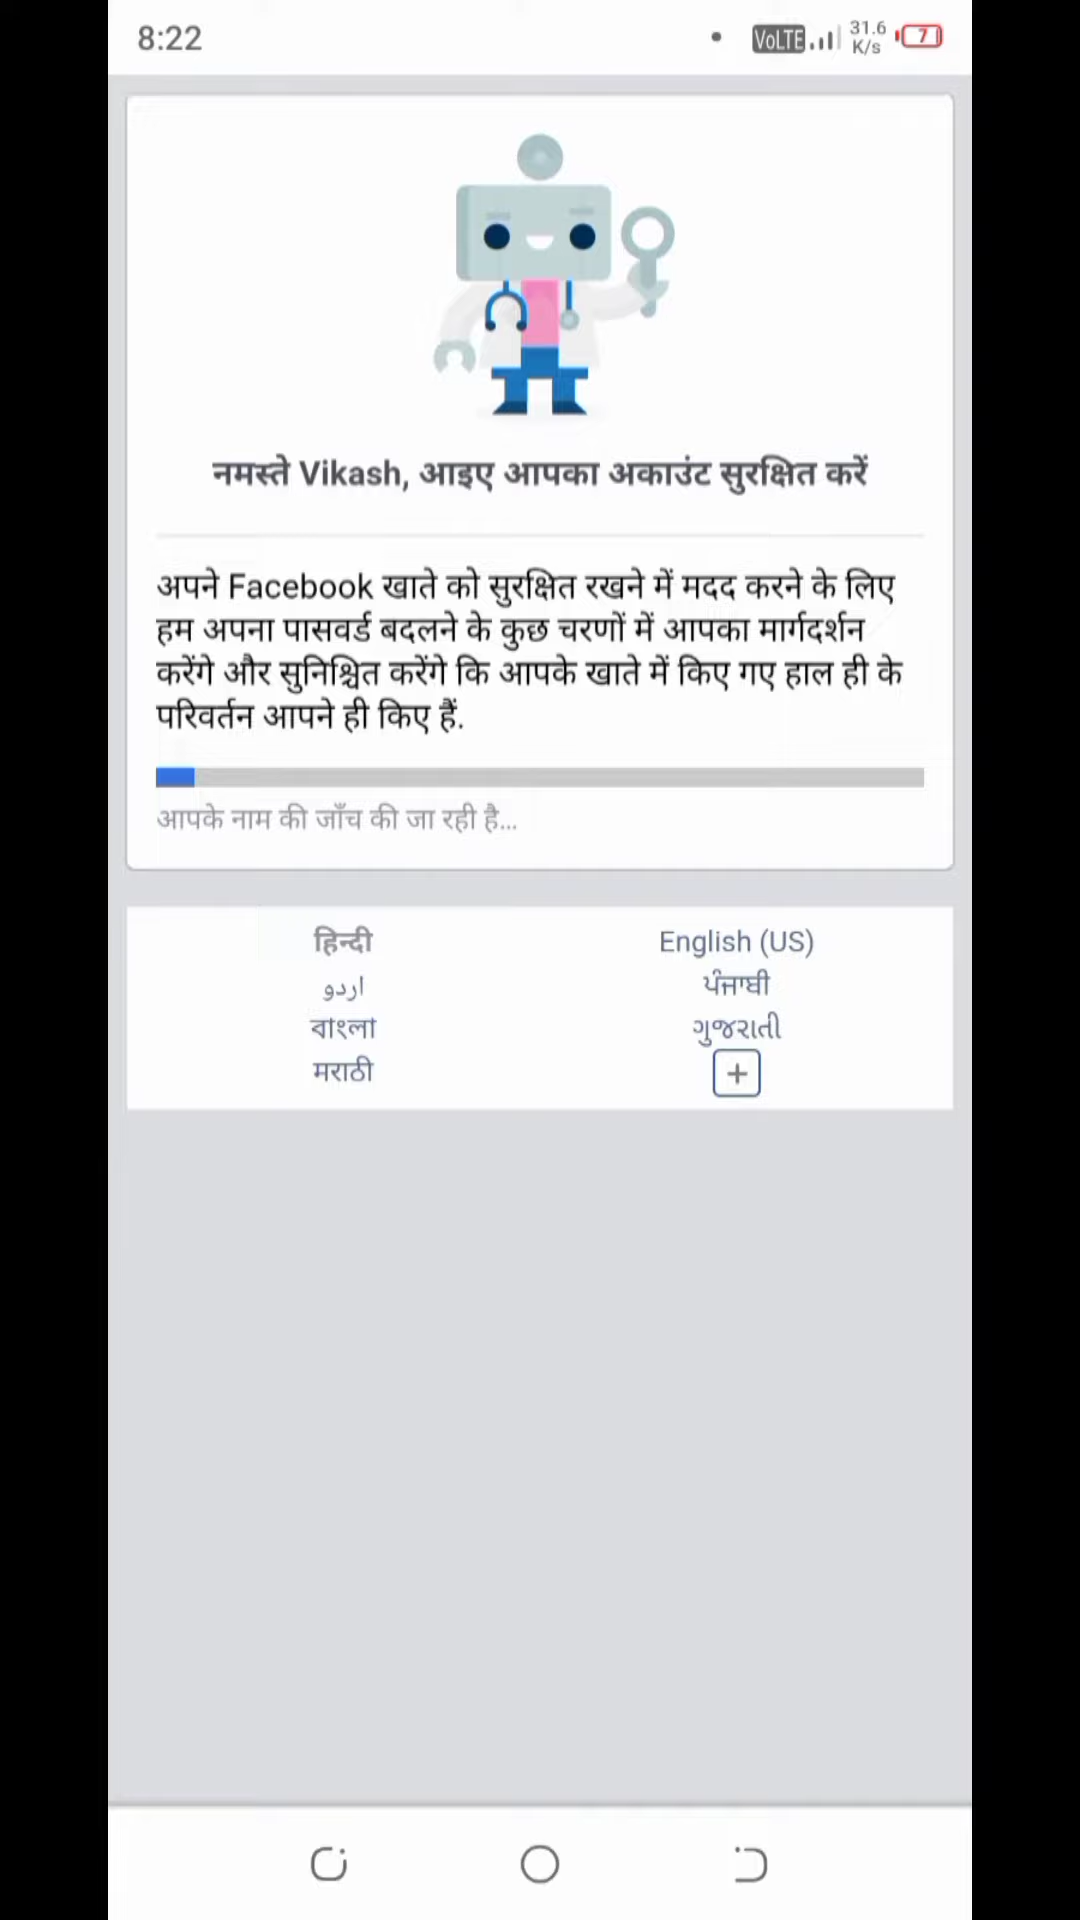 8:22
VoLTE
31.6
K/s
7
नमस्ते Vikash, आइए आपका अकाउंट सुरक्षित करें
अपने Facebook खाते को सुरक्षित रखने में मदद करने के लिए
हम अपना पासवर्ड बदलने के कुछ चरणों में आपका मार्गदर्शन
करेंगे और सुनिश्चित करेंगे कि आपके खाते में किए गए हाल ही के
परिवर्तन आपने ही किए हैं.
आपके नाम की जाँच की जा रही है...
हिन्दी
English (US)
اردو
ਪੰਜਾਬੀ
বাংলা
ગુજરાતી
मराठी
+